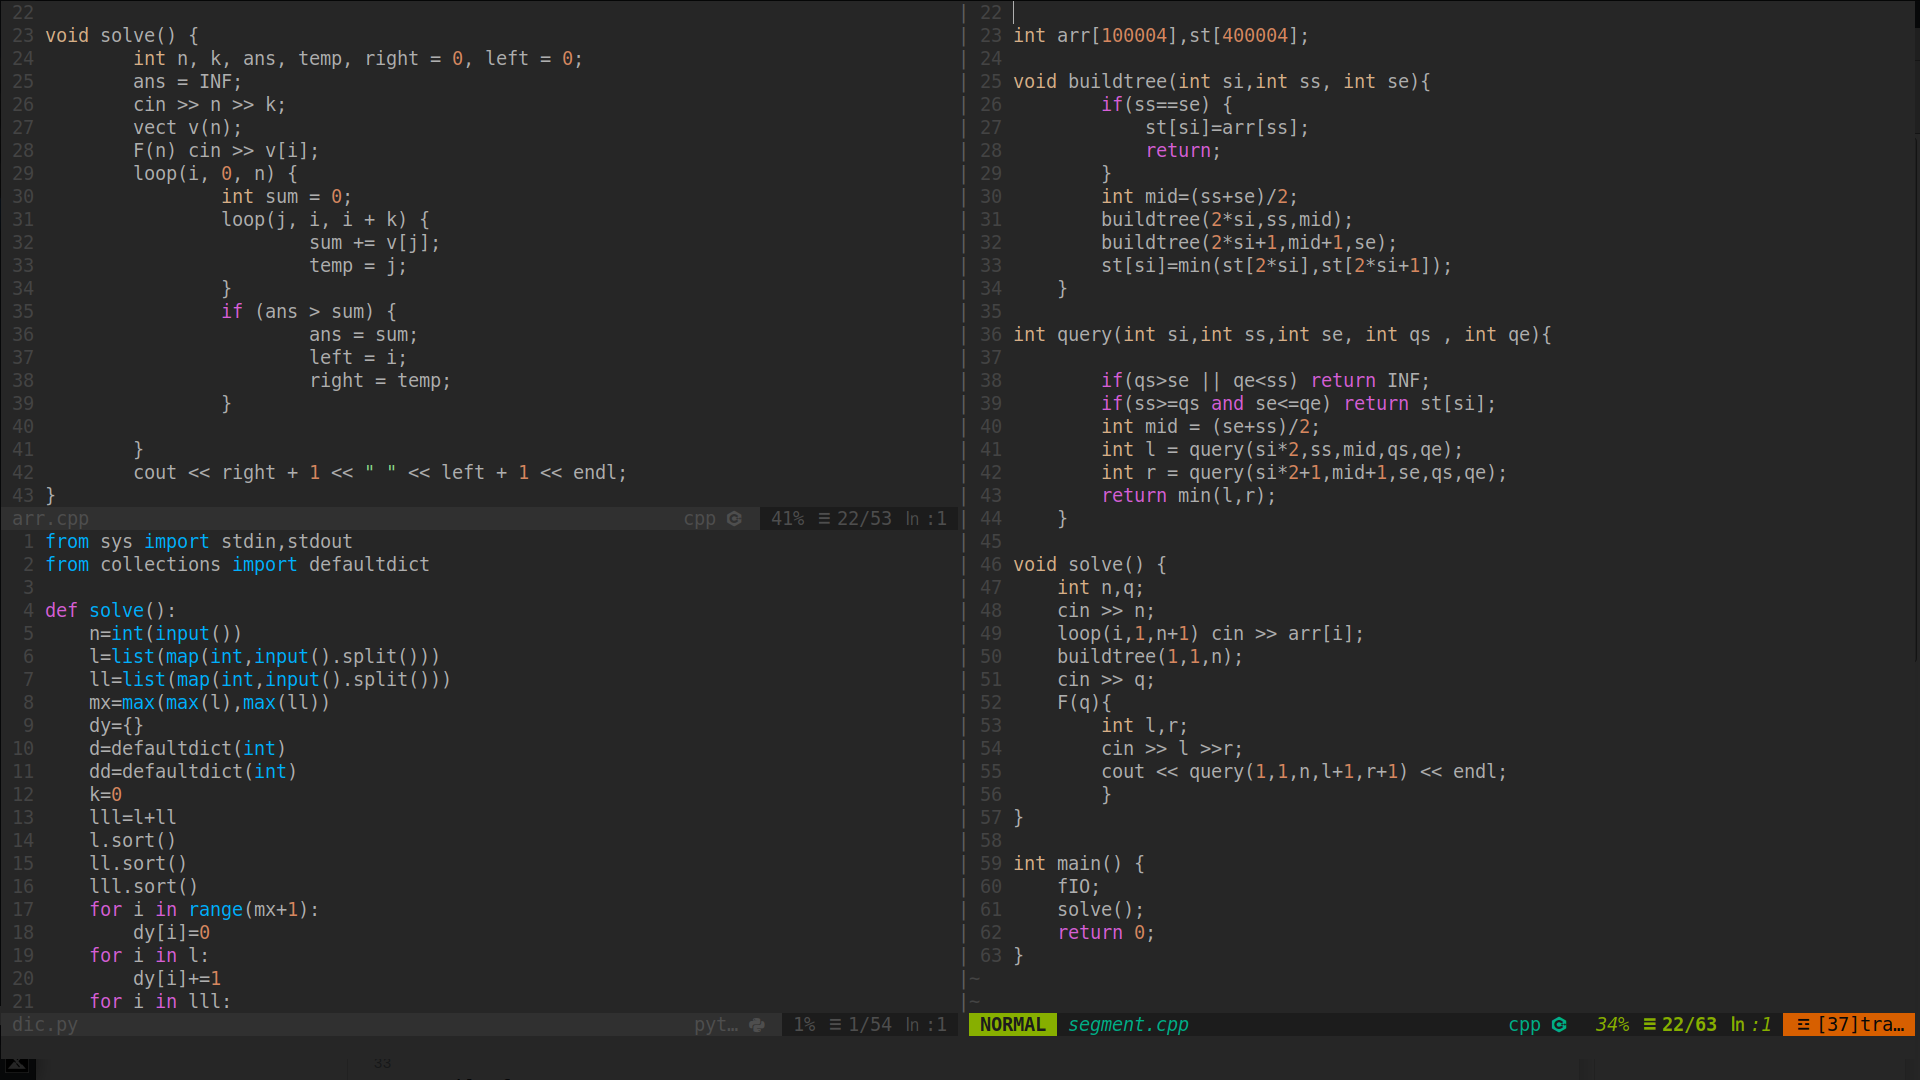 22
23 void solve() {
24 int n, k, ans, temp, right = 0, left = 0;
25 ans = INF;
26 cin >> n >> k;
27 vect v(n);
28 F(n) cin >> v[i];
29 loop(i, 0, n) {
30 int sum = 0;
31 loop(j, i, i + k) {
32 sum += v[j];
33 temp = j;
34 }
35 if (ans > sum) {
36 ans = sum;
37 left = i;
38 right = temp;
39 }
40
41 }
42 cout << right + 1 << " " << left + 1 << endl;
43 }
arr.cpp cpp 41% 22/53 ln :1
1 from sys import stdin,stdout
2 from collections import defaultdict
3
4 def solve():
5 n=int(input())
6 l=list(map(int,input().split()))
7 ll=list(map(int,input().split()))
8 mx=max(max(l),max(ll))
9 dy={}
10 d=defaultdict(int)
11 dd=defaultdict(int)
12 k=0
13 lll=l+ll
14 l.sort()
15 ll.sort()
16 lll.sort()
17 for i in range(mx+1):
18 dy[i]=0
19 for i in l:
20 dy[i]+=1
21 for i in lll:
dic.py pyt… 1% 1/54 ln :1
22
23 int arr[100004],st[400004];
24
25 void buildtree(int si,int ss, int se){
26 if(ss==se) {
27 st[si]=arr[ss];
28 return;
29 }
30 int mid=(ss+se)/2;
31 buildtree(2*si,ss,mid);
32 buildtree(2*si+1,mid+1,se);
33 st[si]=min(st[2*si],st[2*si+1]);
34 }
35
36 int query(int si,int ss,int se, int qs , int qe){
37
38 if(qs>se || qe<ss) return INF;
39 if(ss>=qs and se<=qe) return st[si];
40 int mid = (se+ss)/2;
41 int l = query(si*2,ss,mid,qs,qe);
42 int r = query(si*2+1,mid+1,se,qs,qe);
43 return min(l,r);
44 }
45
46 void solve() {
47 int n,q;
48 cin >> n;
49 loop(i,1,n+1) cin >> arr[i];
50 buildtree(1,1,n);
51 cin >> q;
52 F(q){
53 int l,r;
54 cin >> l >>r;
55 cout << query(1,1,n,l+1,r+1) << endl;
56 }
57 }
58
59 int main() {
60 fIO;
61 solve();
62 return 0;
63 }
~
~
NORMAL segment.cpp cpp 34% 22/63 ln :1 [37]tra…
33